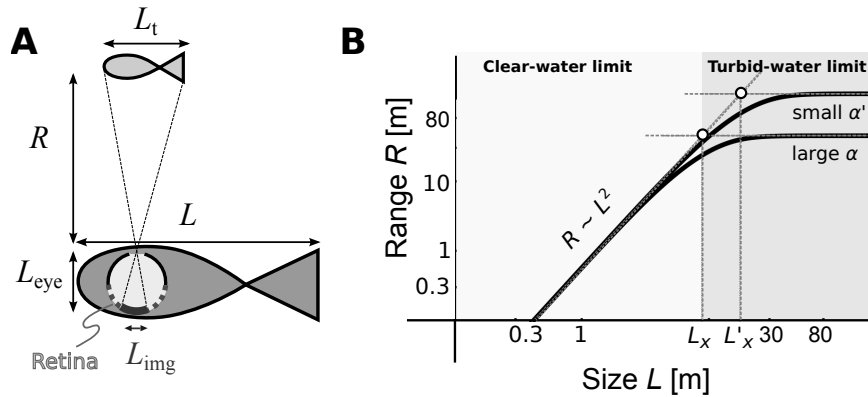 A
L_t
R
L
L_eye
Retina
L_img
B
Clear-water limit
Turbid-water limit
small α'
large α
R ~ L^2
Range R [m]
80
10
1
0.3
0.3 1 L_x L'_x 30 80
Size L [m]